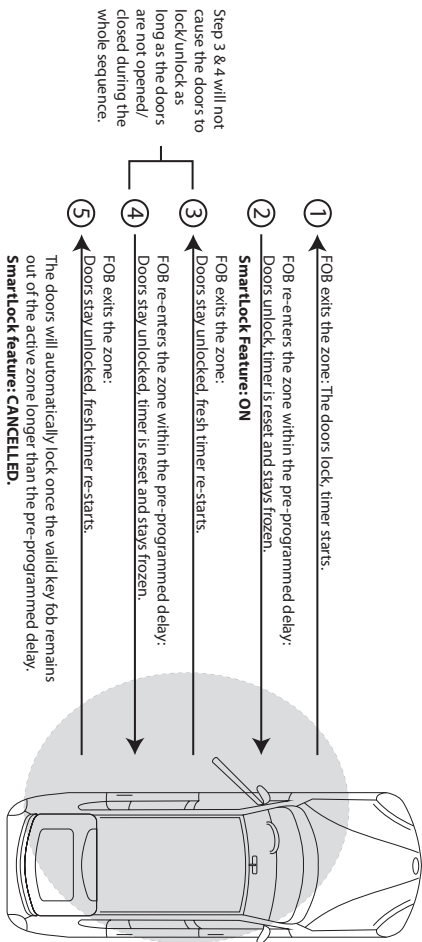 ① FOB exits the zone: The doors lock, timer starts.
FOB re-enters the zone within the pre-programmed delay:
② Doors unlock, timer is reset and stays frozen.
SmartLock Feature: ON
FOB exits the zone:
③ Doors stay unlocked, fresh timer re-starts.
FOB re-enters the zone within the pre-programmed delay:
④ Doors stay unlocked, timer is reset and stays frozen.
FOB exits the zone:
⑤ Doors stay unlocked, fresh timer re-starts.
The doors will automatically lock once the valid key fob remains
out of the active zone longer than the pre-programmed delay.
SmartLock feature: CANCELLED.
Step 3 & 4 will not
cause the doors to
lock/unlock as
long as the doors
are not opened/
closed during the
whole sequence.